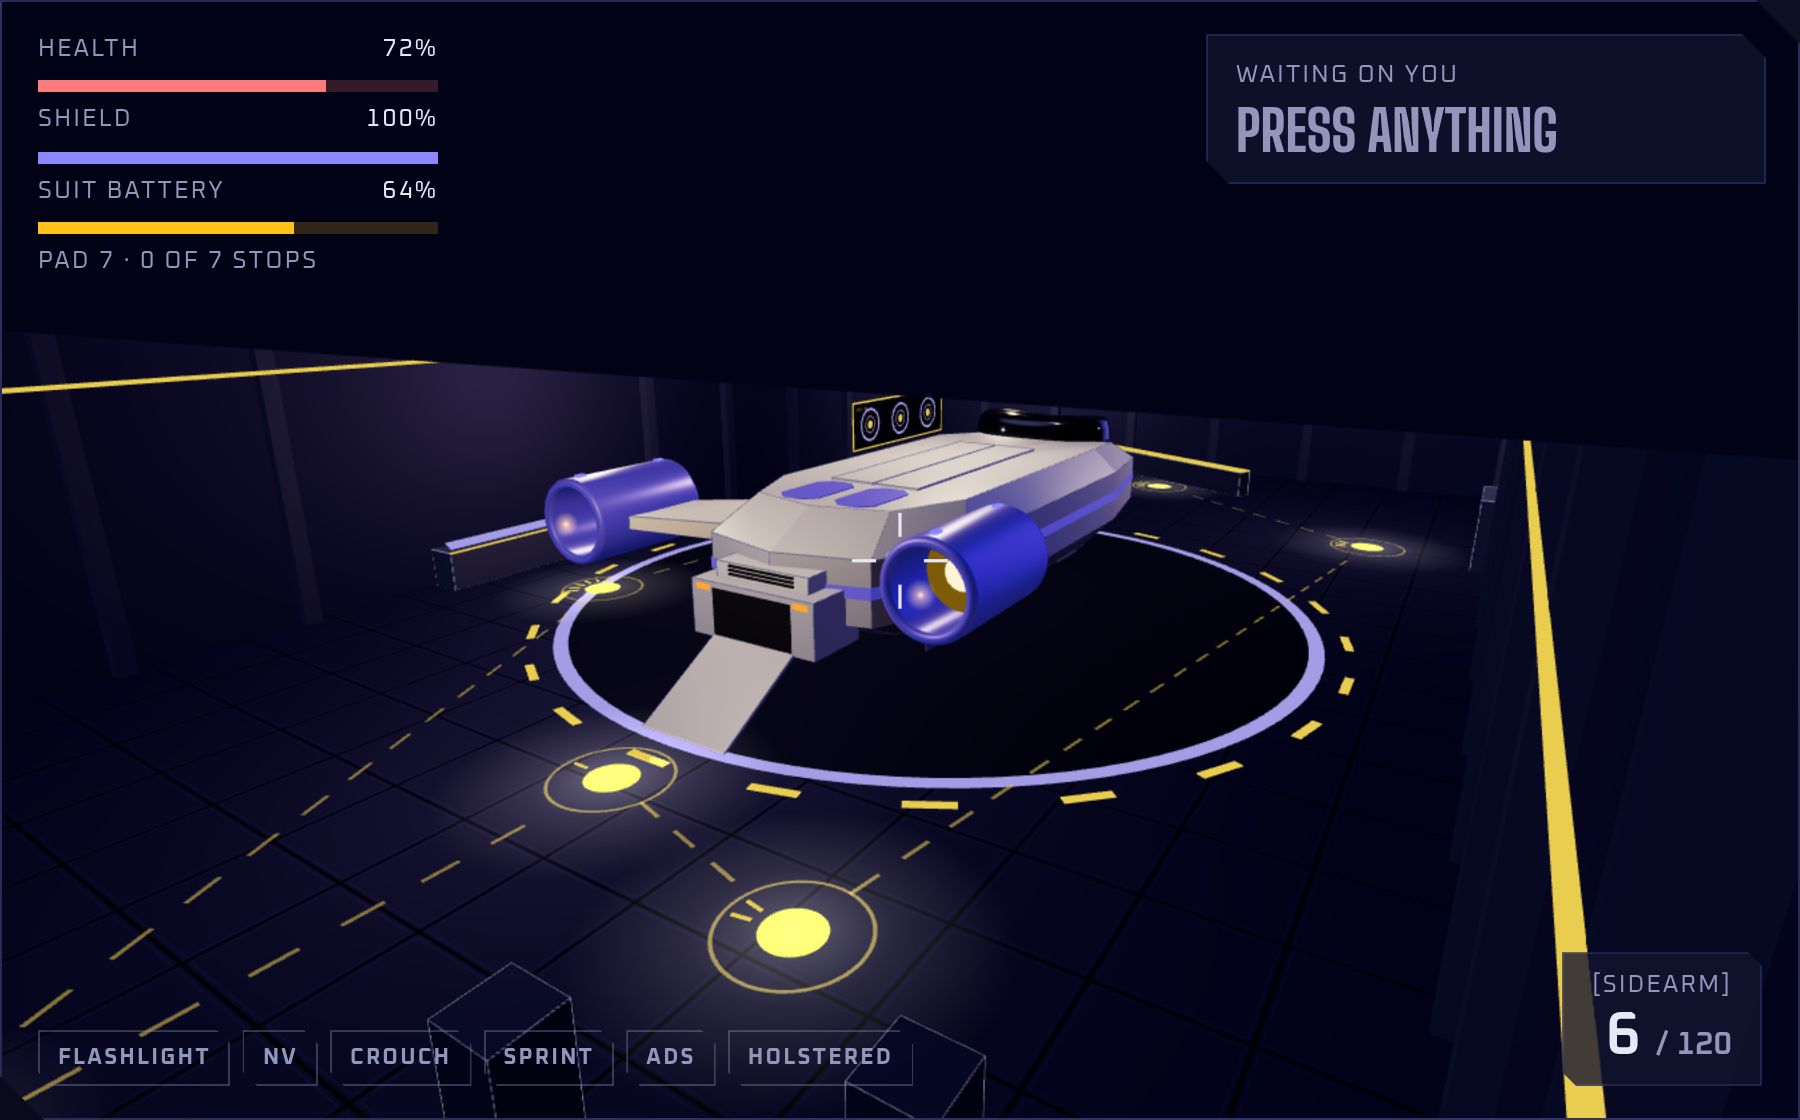 HEALTH 72%
SHIELD 100%
SUIT BATTERY 64%
PAD 7 · 0 OF 7 STOPS
WAITING ON YOU
PRESS ANYTHING
[SIDEARM]
6 / 120
FLASHLIGHT NV CROUCH SPRINT ADS HOLSTERED